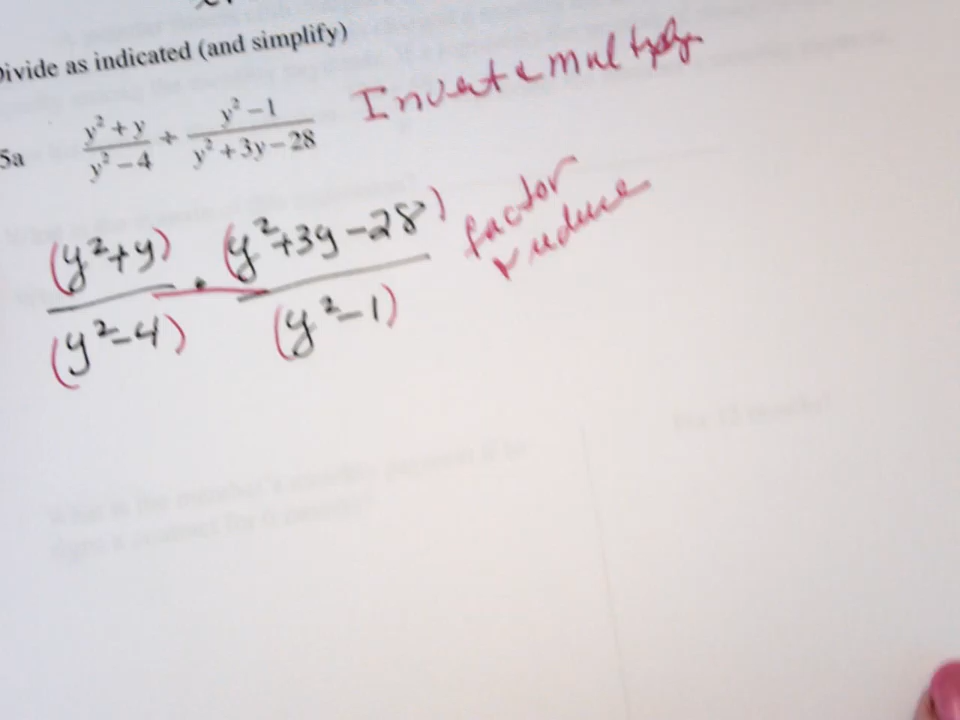 Divide as indicated (and simplify)
Invert & multiply
5a (y² + y)/(y² − 4) ÷ (y² − 1)/(y² + 3y − 28)
factor
reduce
(y²+y)/(y²−4) · (y²+3y−28)/(y²−1)